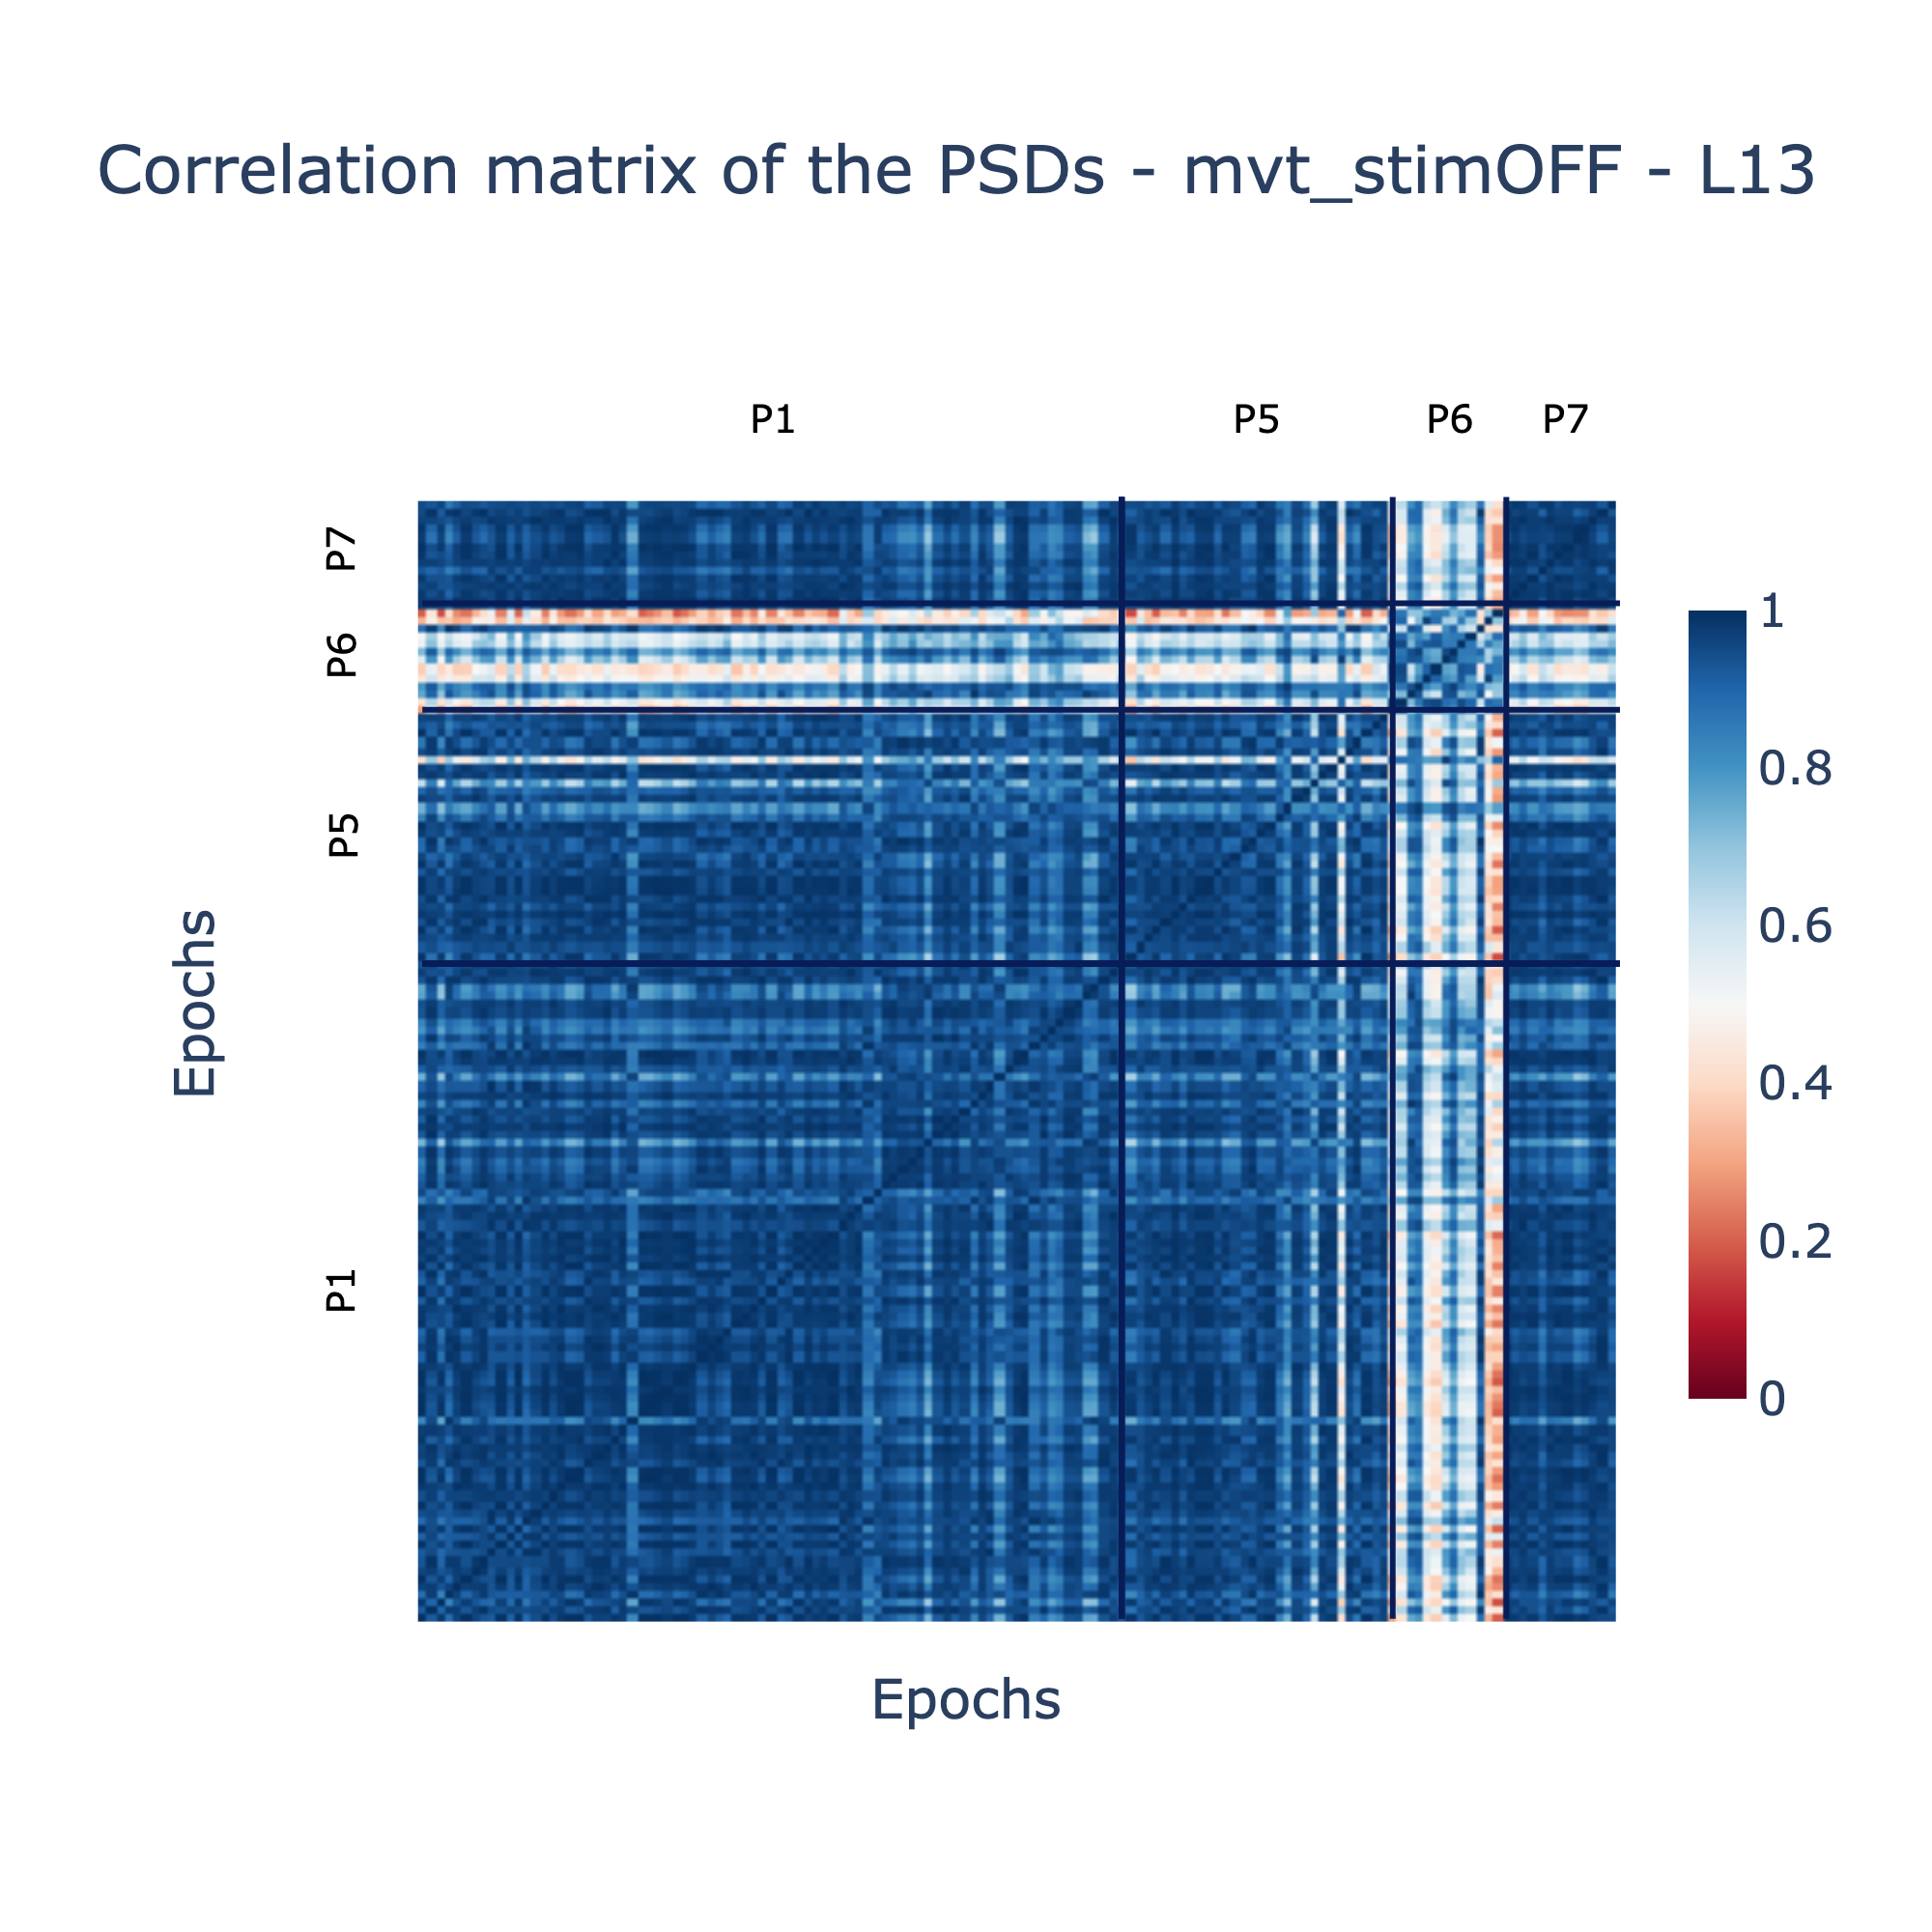 Correlation matrix of the PSDs - mvt_stimOFF - L13
P1 P5 P6 P7
P7
P6
P5
P1
Epochs
Epochs
1
0.8
0.6
0.4
0.2
0